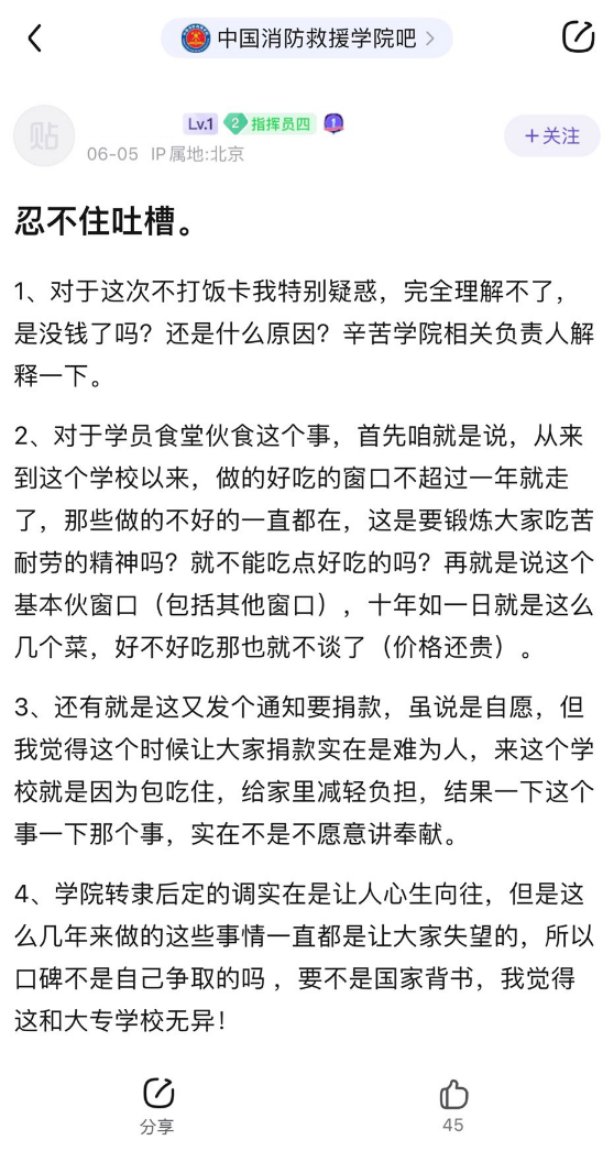 中国消防救援学院吧
贴
Lv.1 2 指挥员四 1
06-05 IP属地:北京
+关注
忍不住吐槽。
1、对于这次不打饭卡我特别疑惑，完全理解不了，
是没钱了吗？还是什么原因？辛苦学院相关负责人解
释一下。
2、对于学员食堂伙食这个事，首先咱就是说，从来
到这个学校以来，做的好吃的窗口不超过一年就走
了，那些做的不好的一直都在，这是要锻炼大家吃苦
耐劳的精神吗？就不能吃点好吃的吗？再就是说这个
基本伙窗口（包括其他窗口），十年如一日就是这么
几个菜，好不好吃那也就不谈了（价格还贵）。
3、还有就是这又发个通知要捐款，虽说是自愿，但
我觉得这个时候让大家捐款实在是难为人，来这个学
校就是因为包吃住，给家里减轻负担，结果一下这个
事一下那个事，实在不是不愿意讲奉献。
4、学院转隶后定的调实在是让人心生向往，但是这
么几年来做的这些事情一直都是让大家失望的，所以
口碑不是自己争取的吗，要不是国家背书，我觉得
这和大专学校无异！
分享
45